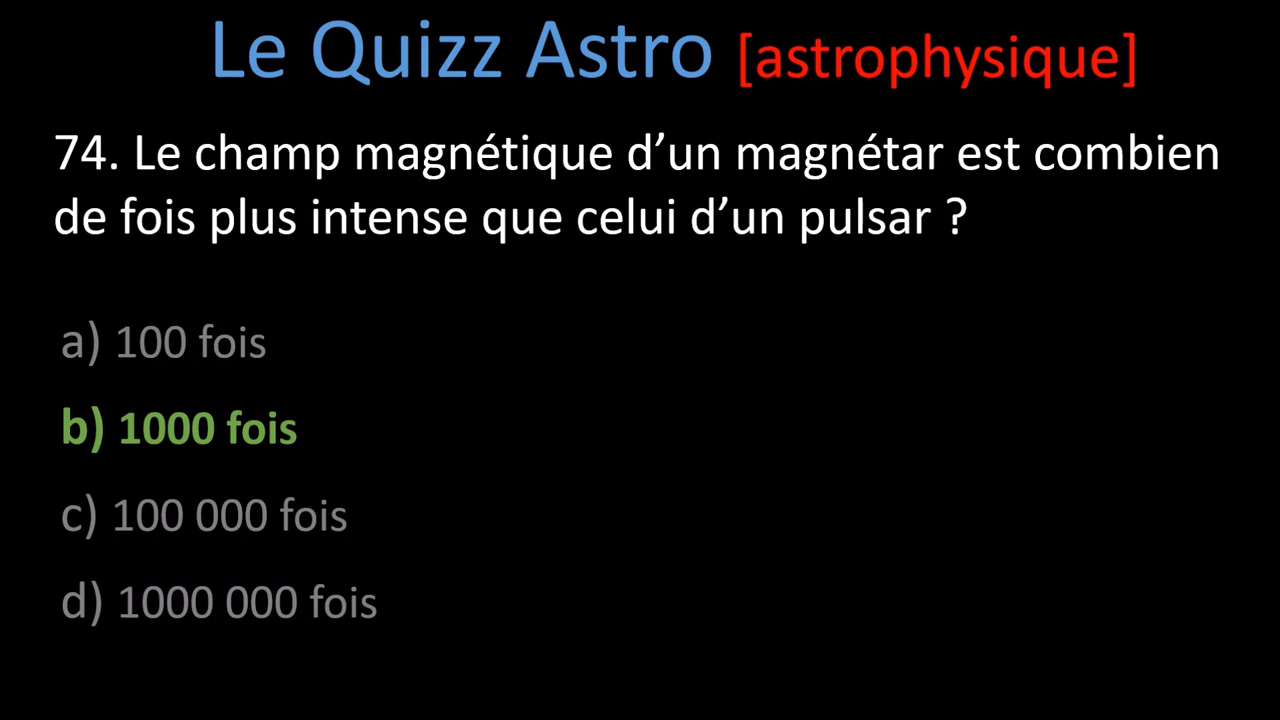 Le Quizz Astro [astrophysique]
74. Le champ magnétique d’un magnétar est combien
de fois plus intense que celui d’un pulsar ?
a) 100 fois
b) 1000 fois
c) 100 000 fois
d) 1000 000 fois